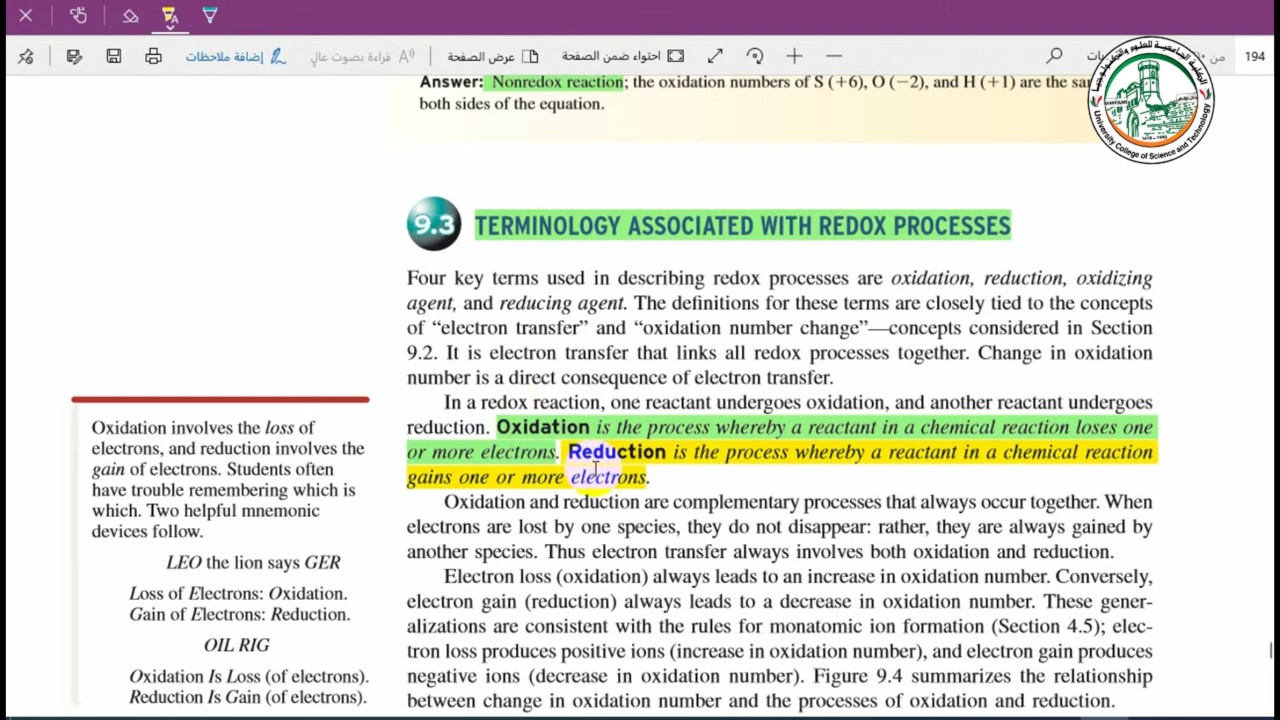 إضافة ملاحظات
قراءة بصوت عالٍ
عرض الصفحة
احتواء ضمن الصفحة
من
194
University College of Science and Technology
Answer: Nonredox reaction; the oxidation numbers of S (+6), O (−2), and H (+1) are the sa
both sides of the equation.
9.3 TERMINOLOGY ASSOCIATED WITH REDOX PROCESSES
Four key terms used in describing redox processes are oxidation, reduction, oxidizing
agent, and reducing agent. The definitions for these terms are closely tied to the concepts
of “electron transfer” and “oxidation number change”—concepts considered in Section
9.2. It is electron transfer that links all redox processes together. Change in oxidation
number is a direct consequence of electron transfer.
In a redox reaction, one reactant undergoes oxidation, and another reactant undergoes
reduction. Oxidation is the process whereby a reactant in a chemical reaction loses one
or more electrons. Reduction is the process whereby a reactant in a chemical reaction
gains one or more electrons.
Oxidation and reduction are complementary processes that always occur together. When
electrons are lost by one species, they do not disappear: rather, they are always gained by
another species. Thus electron transfer always involves both oxidation and reduction.
Electron loss (oxidation) always leads to an increase in oxidation number. Conversely,
electron gain (reduction) always leads to a decrease in oxidation number. These gener-
alizations are consistent with the rules for monatomic ion formation (Section 4.5); elec-
tron loss produces positive ions (increase in oxidation number), and electron gain produces
negative ions (decrease in oxidation number). Figure 9.4 summarizes the relationship
between change in oxidation number and the processes of oxidation and reduction.
Oxidation involves the loss of
electrons, and reduction involves the
gain of electrons. Students often
have trouble remembering which is
which. Two helpful mnemonic
devices follow.
LEO the lion says GER
Loss of Electrons: Oxidation.
Gain of Electrons: Reduction.
OIL RIG
Oxidation Is Loss (of electrons).
Reduction Is Gain (of electrons).